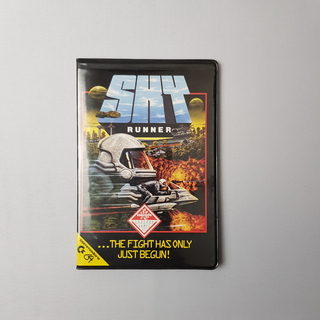 SKY
RUNNER
...THE FIGHT HAS ONLY
JUST BEGUN!